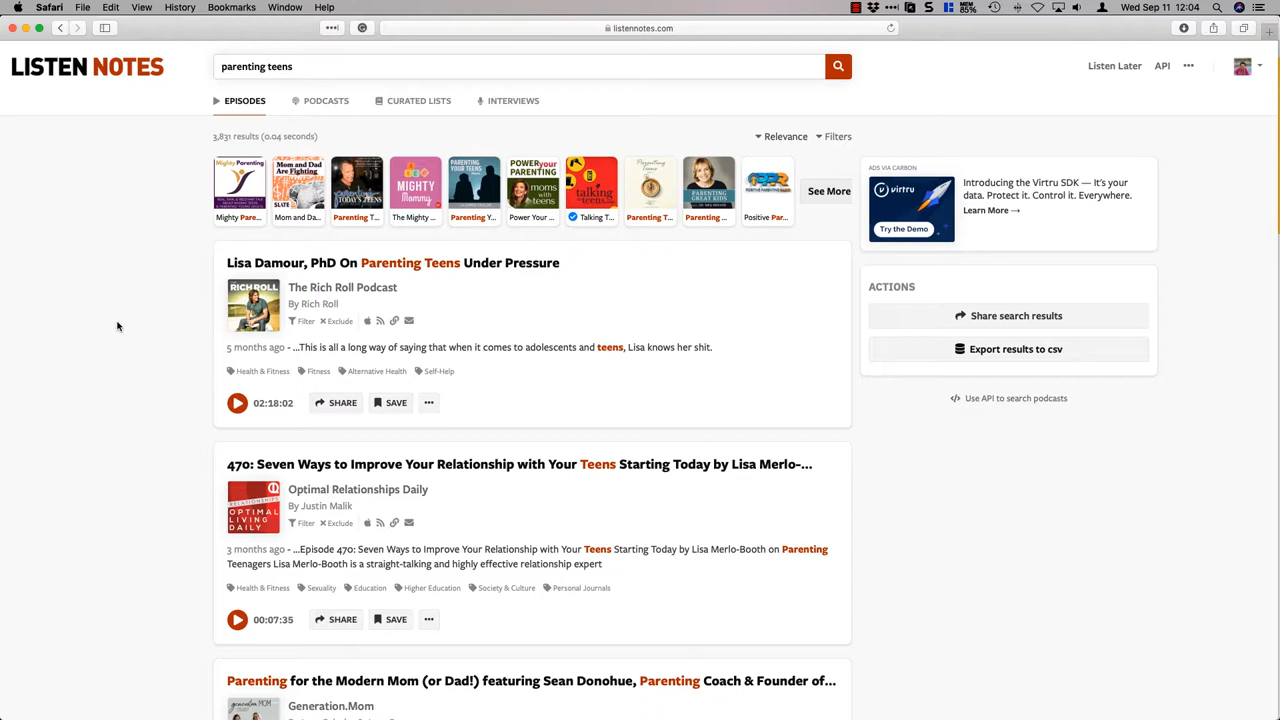 Safari File Edit View History Bookmarks Window Help
85%
Wed Sep 11 12:04
listennotes.com
LISTEN NOTES
parenting teens
Listen Later API
EPISODES PODCASTS CURATED LISTS INTERVIEWS
3,831 results (0.04 seconds)
Relevance Filters
Mighty Pare... Mom and Da... Parenting T... The Mighty ... Parenting Y... Power Your ... Talking T... Parenting T... Parenting ... Positive Par...
See More
ADS VIA CARBON
virtru
Try the Demo
Introducing the Virtru SDK — It's your
data. Protect it. Control it. Everywhere.
Learn More →
Lisa Damour, PhD On Parenting Teens Under Pressure
RICH ROLL
The Rich Roll Podcast
By Rich Roll
Filter Exclude
5 months ago - ...This is all a long way of saying that when it comes to adolescents and teens, Lisa knows her shit.
Health & Fitness Fitness Alternative Health Self-Help
02:18:02 SHARE SAVE
ACTIONS
Share search results
Export results to csv
Use API to search podcasts
470: Seven Ways to Improve Your Relationship with Your Teens Starting Today by Lisa Merlo-...
RELATIONSHIPS
OPTIMAL
LIVING
DAILY
Optimal Relationships Daily
By Justin Malik
Filter Exclude
3 months ago - ...Episode 470: Seven Ways to Improve Your Relationship with Your Teens Starting Today by Lisa Merlo-Booth on Parenting
Teenagers Lisa Merlo-Booth is a straight-talking and highly effective relationship expert
Health & Fitness Sexuality Education Higher Education Society & Culture Personal Journals
00:07:35 SHARE SAVE
Parenting for the Modern Mom (or Dad!) featuring Sean Donohue, Parenting Coach & Founder of...
Generation.Mom